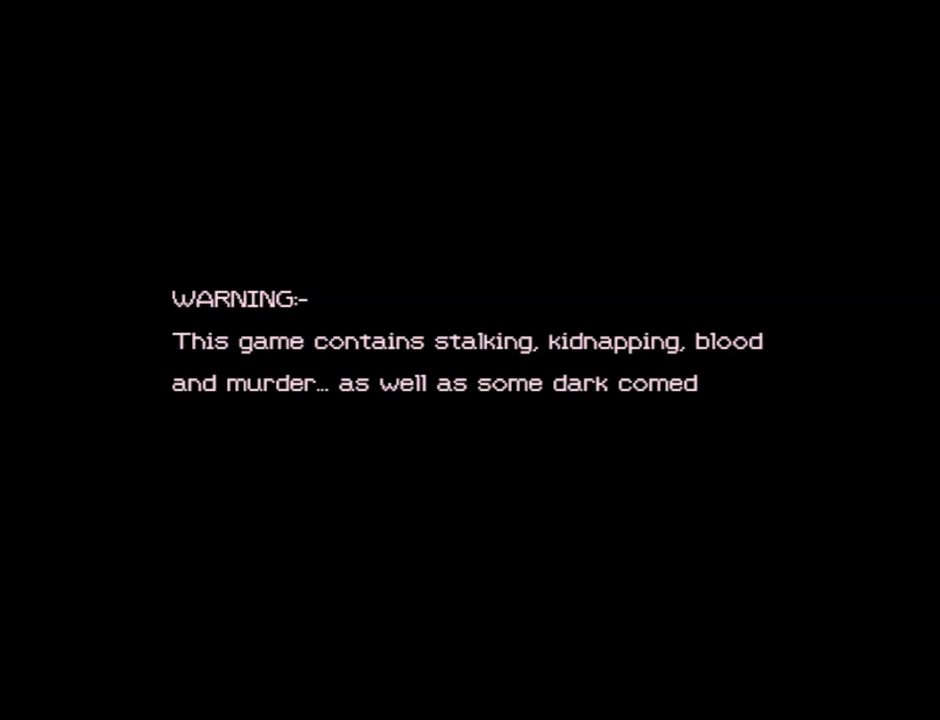 WARNING:-
This game contains stalking, kidnapping, blood
and murder... as well as some dark comed